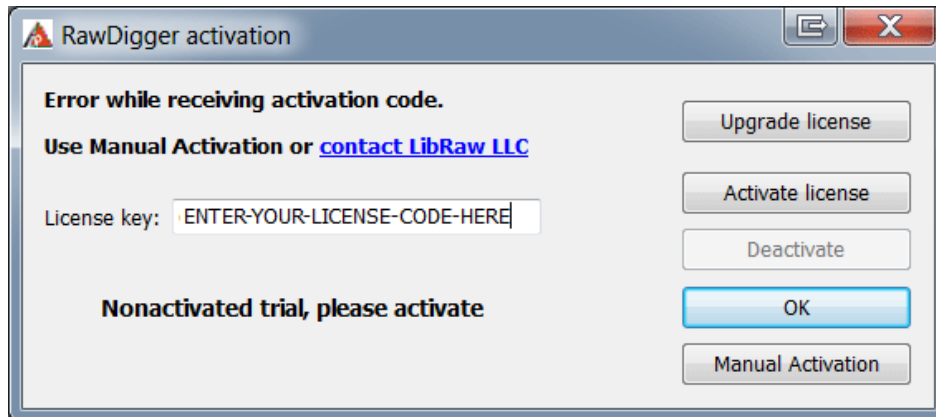 RawDigger activation
Error while receiving activation code.
Use Manual Activation or contact LibRaw LLC
License key: ENTER-YOUR-LICENSE-CODE-HERE
Nonactivated trial, please activate
Upgrade license
Activate license
Deactivate
OK
Manual Activation